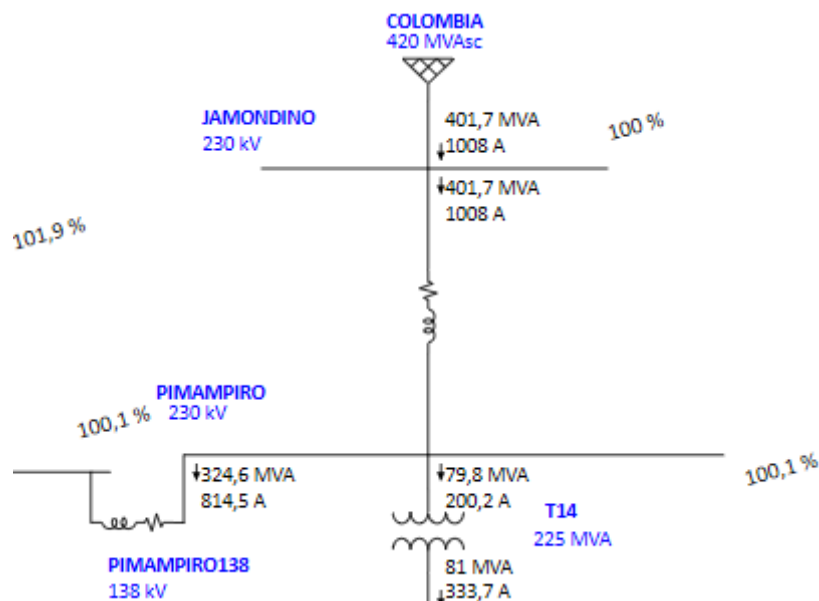 COLOMBIA
420 MVAsc
401,7 MVA
1008 A
100 %
JAMONDINO
230 kV
401,7 MVA
1008 A
101,9 %
PIMAMPIRO
230 kV
100,1 %
324,6 MVA
814,5 A
79,8 MVA
200,2 A
100,1 %
T14
225 MVA
PIMAMPIRO138
138 kV
81 MVA
333,7 A